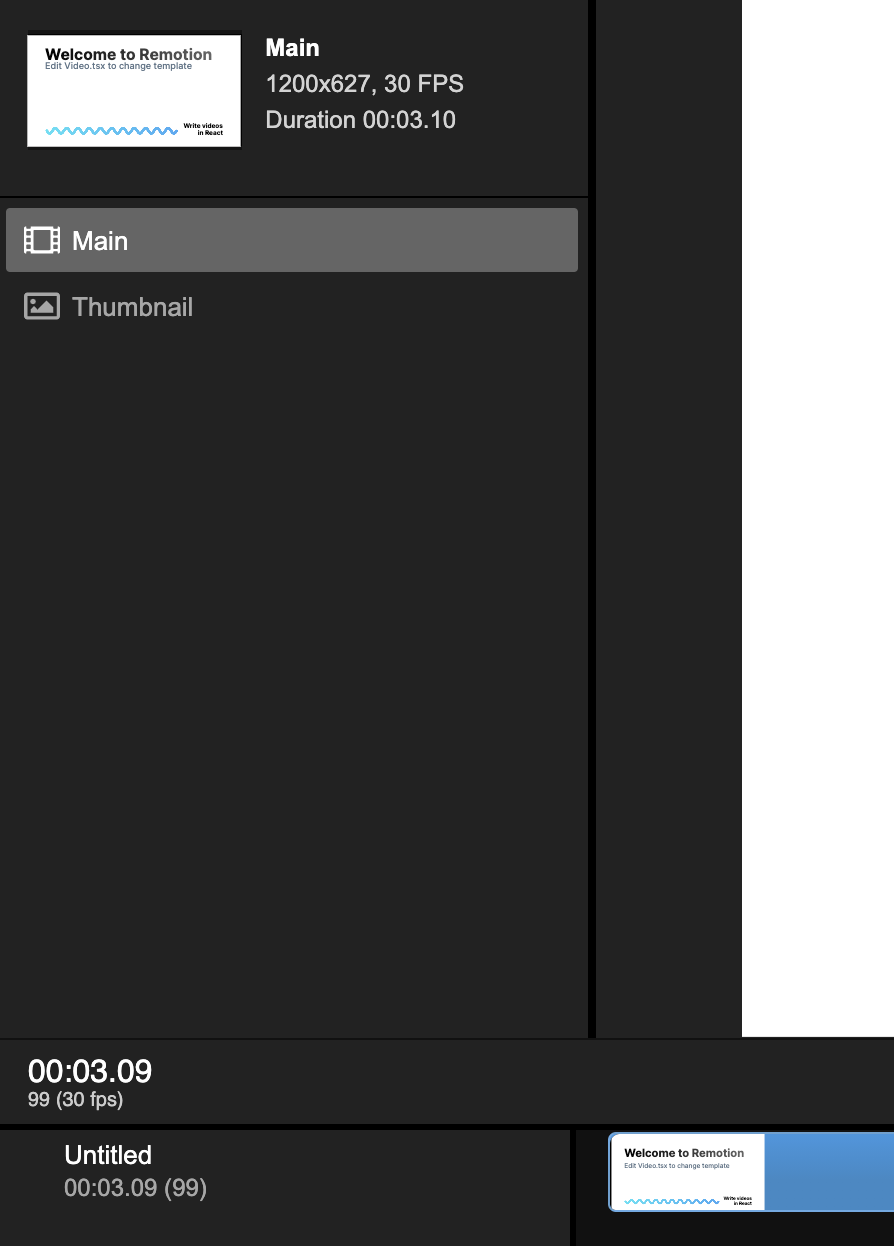 Welcome to Remotion
Edit Video.tsx to change template
Write videos
in React
Main
1200x627, 30 FPS
Duration 00:03.10
Main
Thumbnail
00:03.09
99 (30 fps)
Untitled
00:03.09 (99)
Welcome to Remotion
Edit Video.tsx to change template
Write videos
in React